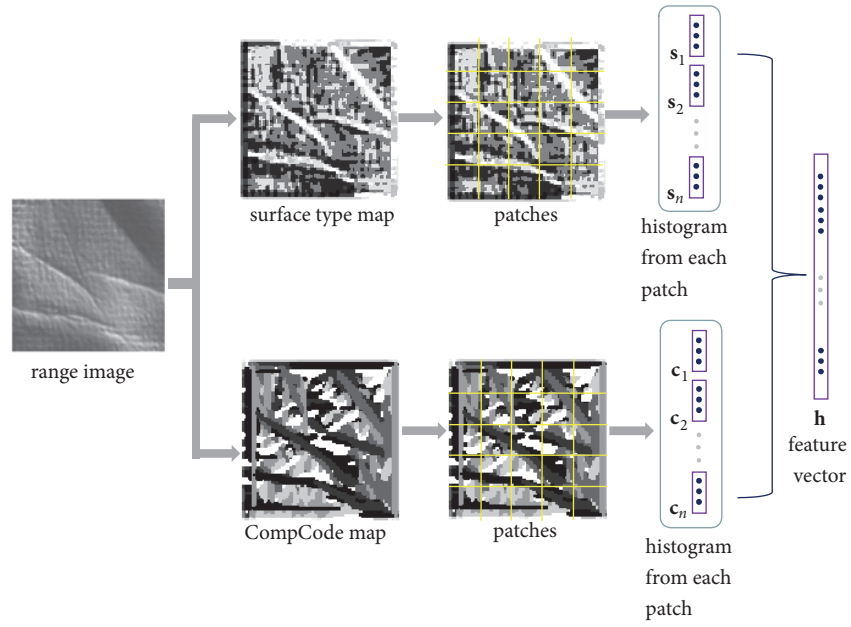 range image
surface type map
patches
s1
s2
sn
histogram
from each
patch
CompCode map
patches
c1
c2
cn
histogram
from each
patch
h
feature
vector